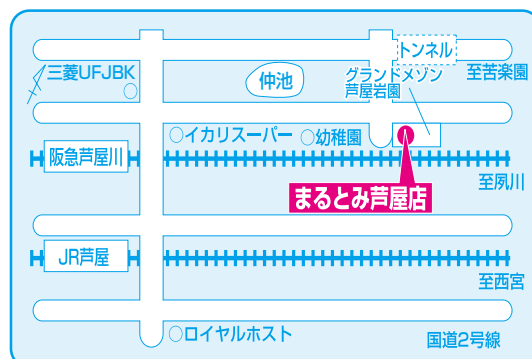 トンネル
三菱UFJBK
仲池
グランドメゾン
芦屋岩園
至苦楽園
イカリスーパー
幼稚園
阪急芦屋川
至夙川
まるとみ芦屋店
JR芦屋
至西宮
ロイヤルホスト
国道2号線